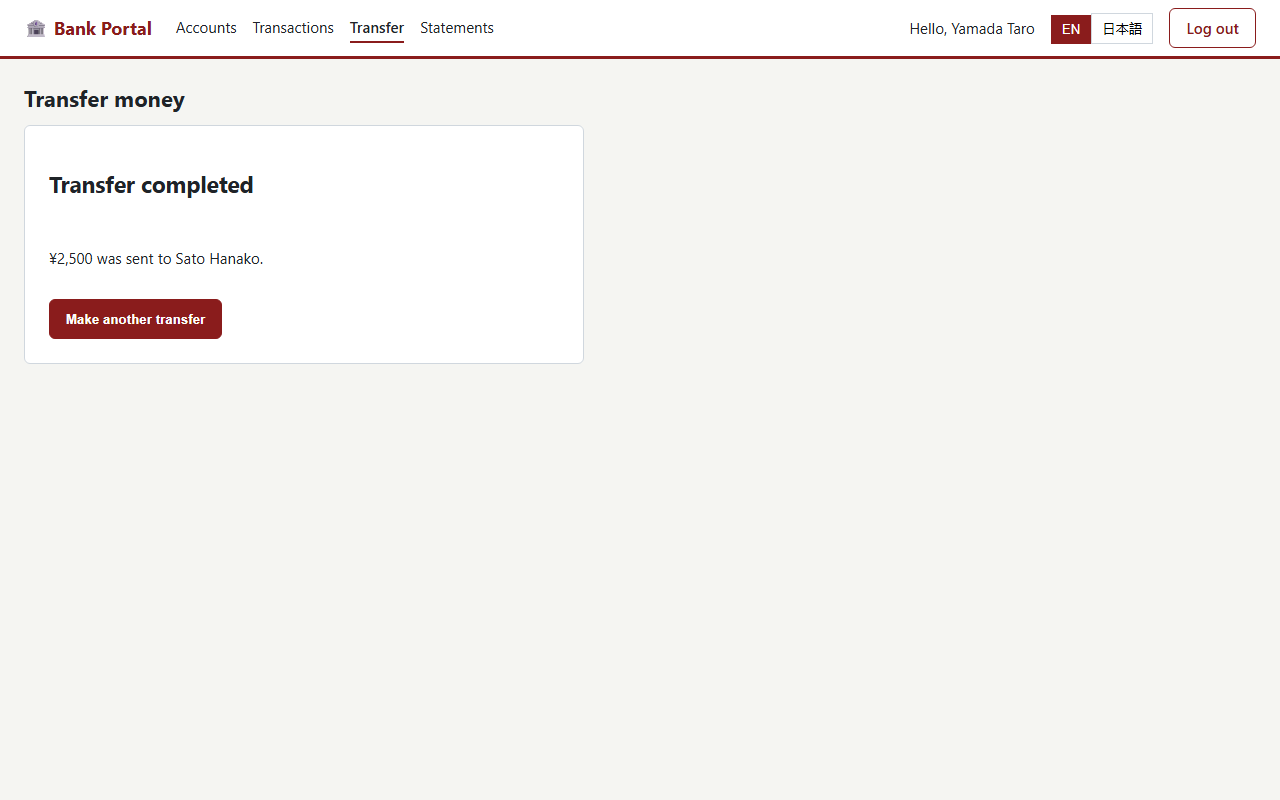 Bank Portal Accounts Transactions Transfer Statements Hello, Yamada Taro EN 日本語 Log out
Transfer money
Transfer completed
¥2,500 was sent to Sato Hanako.
Make another transfer